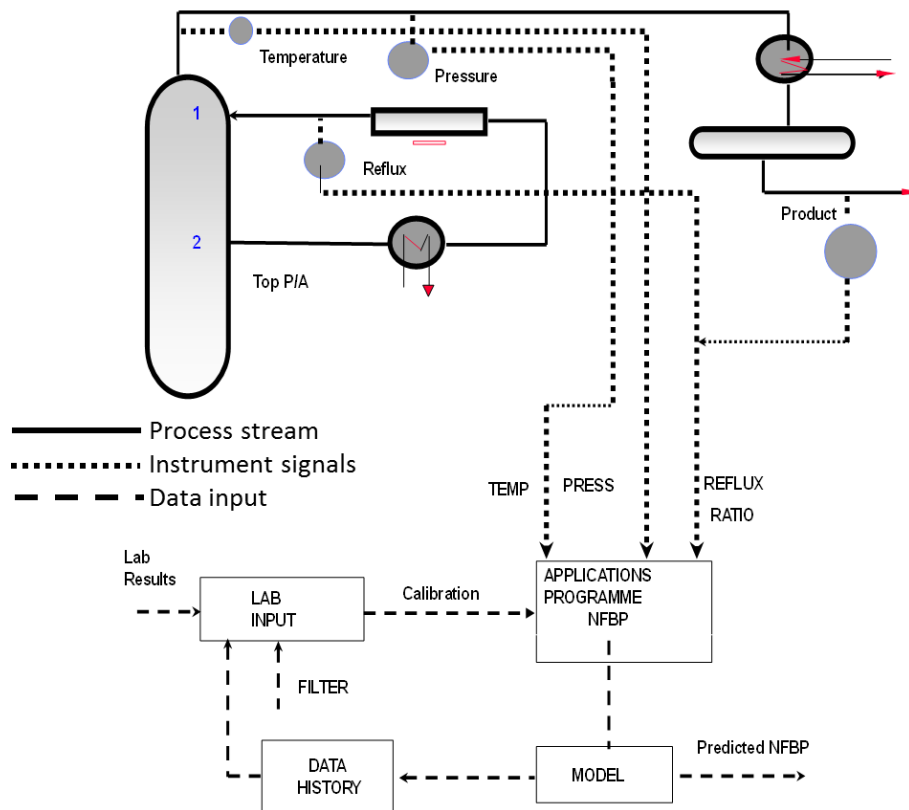 Temperature
Pressure
1
Reflux
Product
2
Top P/A
Process stream
Instrument signals
Data input
TEMP
PRESS
REFLUX
RATIO
Lab
Results
LAB
INPUT
Calibration
APPLICATIONS
PROGRAMME
NFBP
FILTER
DATA
HISTORY
MODEL
Predicted NFBP